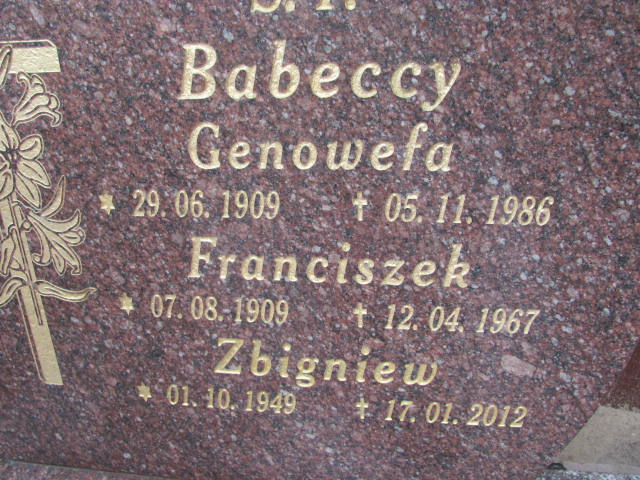 Ś. P.
Babeccy
Genowefa
* 29. 06. 1909 † 05. 11. 1986
Franciszek
* 07. 08. 1909 † 12. 04. 1967
Zbigniew
* 01. 10. 1949 † 17. 01. 2012